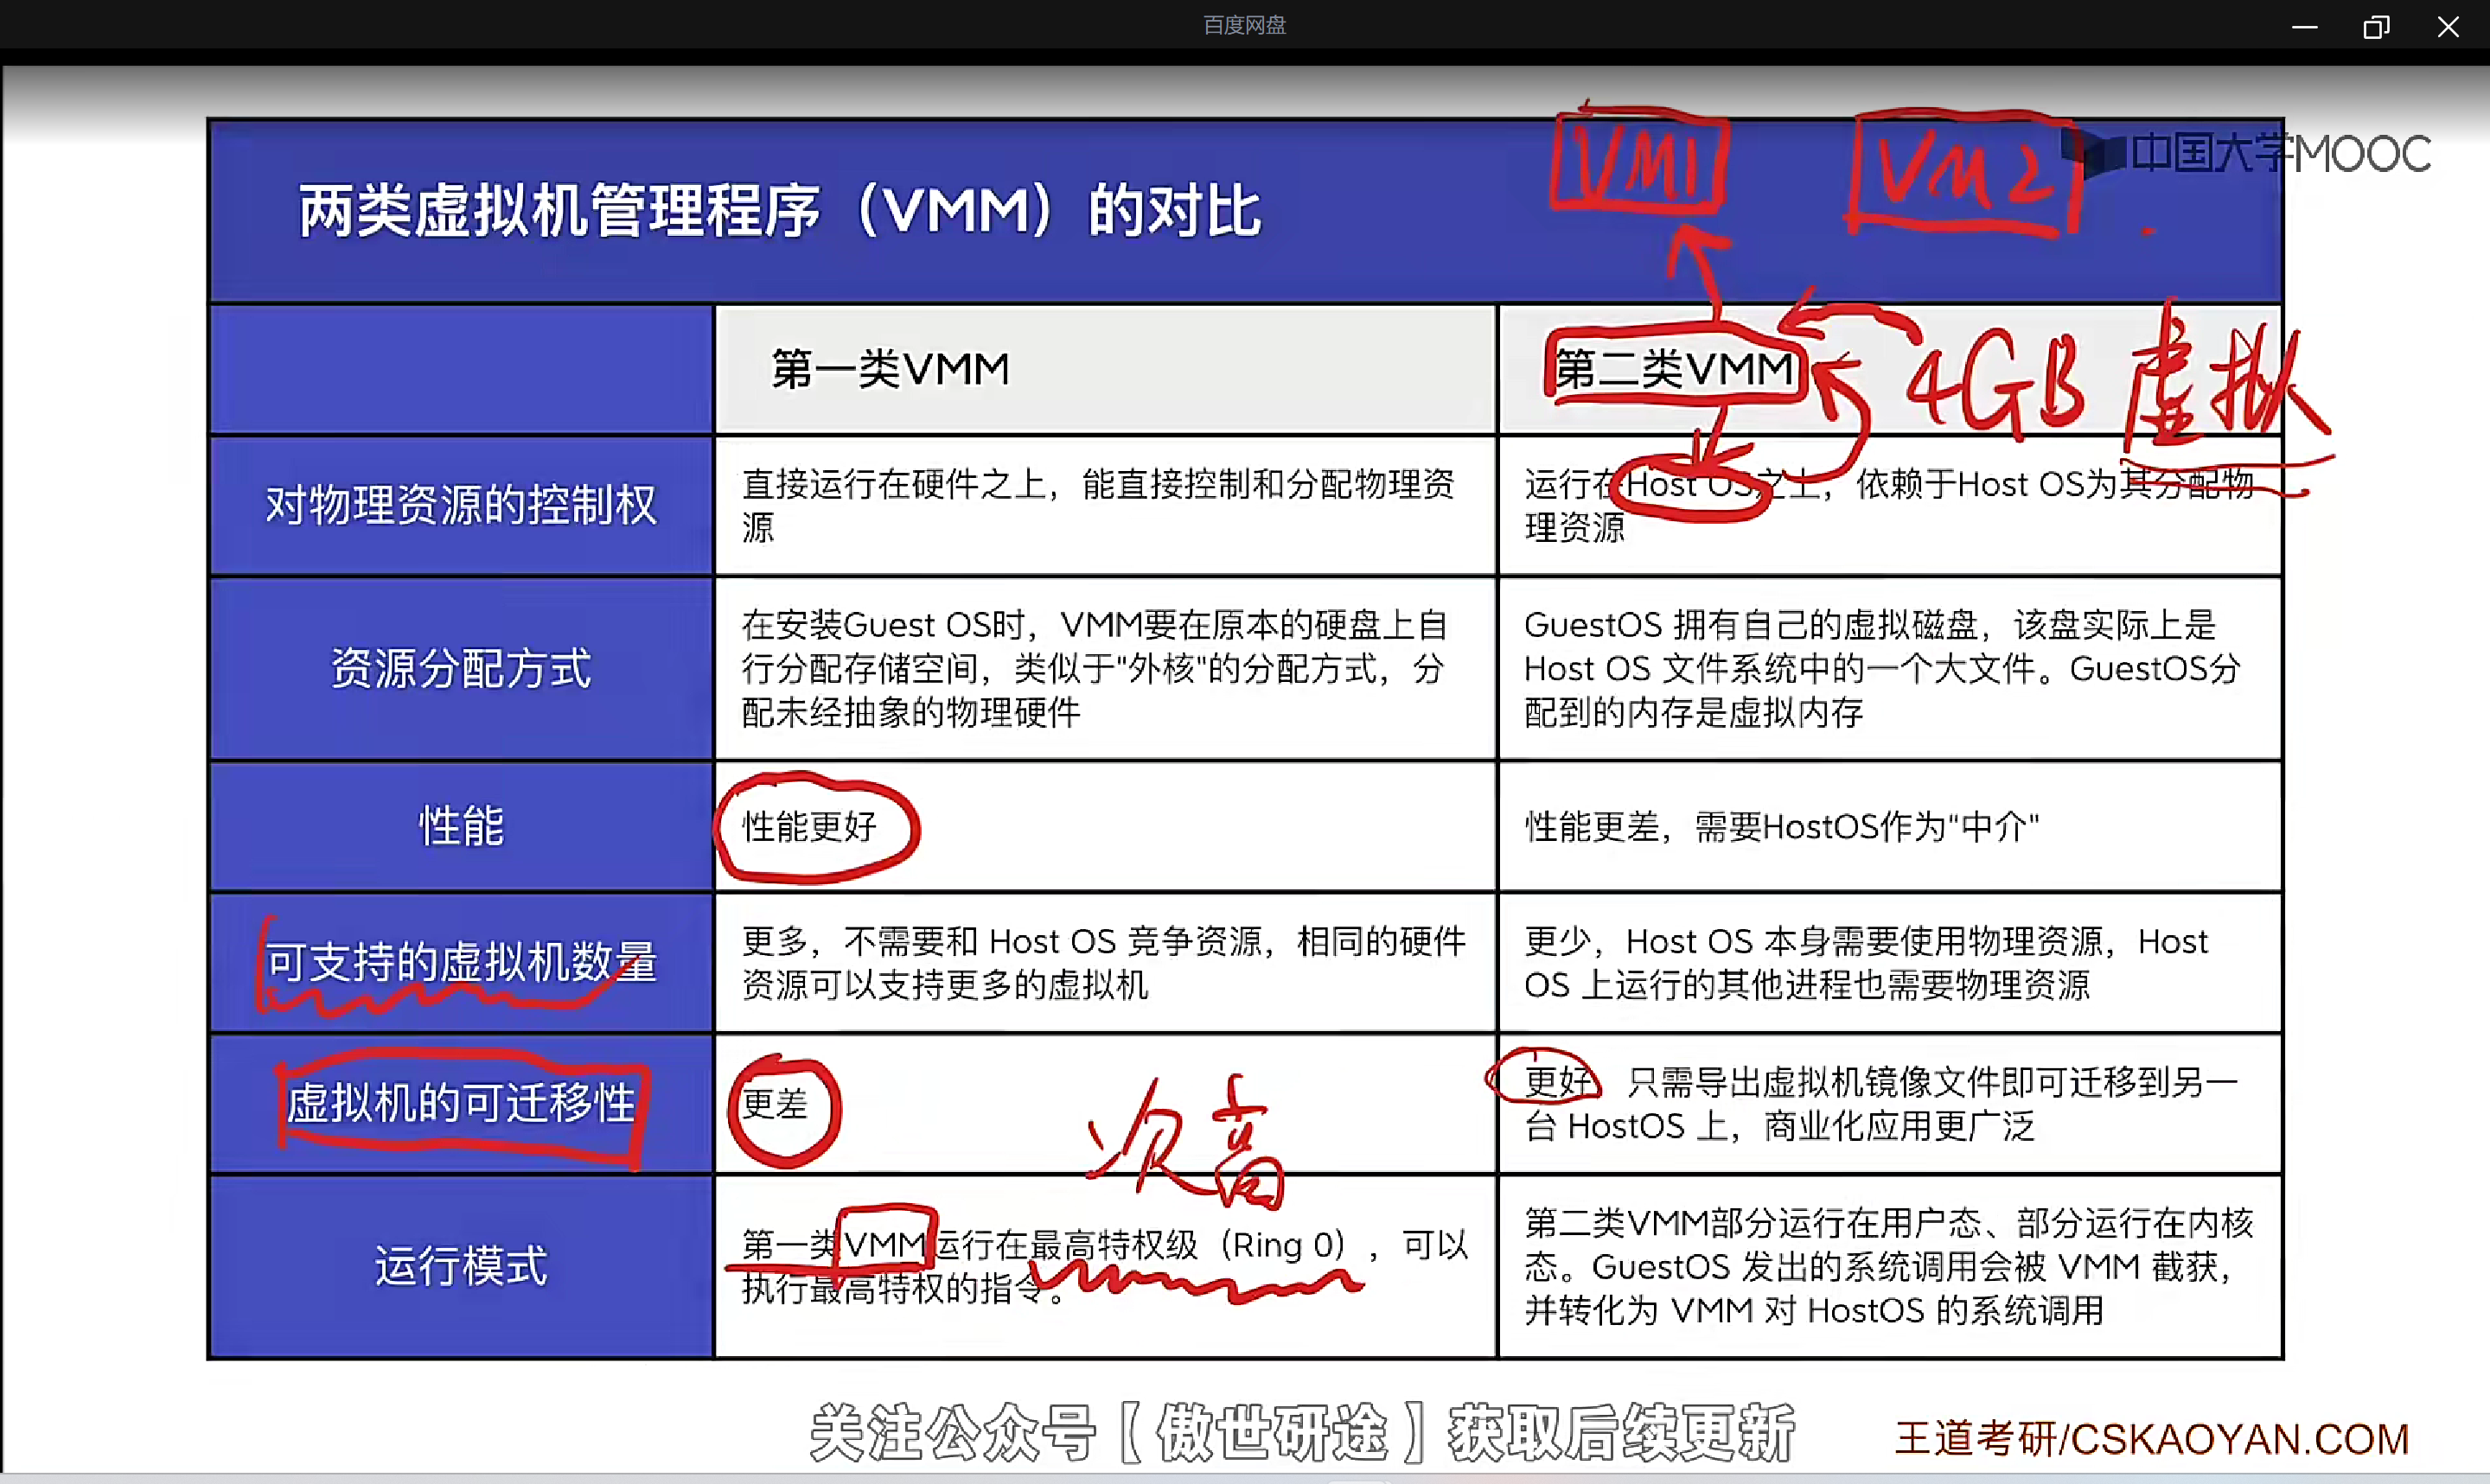 百度网盘
中国大学MOOC
VM1
VM2
两类虚拟机管理程序（VMM）的对比
第一类VMM
第二类VMM
4GB 虚拟
对物理资源的控制权
直接运行在硬件之上，能直接控制和分配物理资
源
运行在Host OS之上，依赖于Host OS为其分配物
理资源
资源分配方式
在安装Guest OS时，VMM要在原本的硬盘上自
行分配存储空间，类似于"外核"的分配方式，分
配未经抽象的物理硬件
GuestOS 拥有自己的虚拟磁盘，该盘实际上是
Host OS 文件系统中的一个大文件。GuestOS分
配到的内存是虚拟内存
性能
性能更好
性能更差，需要HostOS作为"中介"
可支持的虚拟机数量
更多，不需要和 Host OS 竞争资源，相同的硬件
资源可以支持更多的虚拟机
更少，Host OS 本身需要使用物理资源，Host
OS 上运行的其他进程也需要物理资源
虚拟机的可迁移性
更差
次高
更好 只需导出虚拟机镜像文件即可迁移到另一
台 HostOS 上，商业化应用更广泛
运行模式
第一类VMM运行在最高特权级（Ring 0），可以
执行最高特权的指令。
第二类VMM部分运行在用户态、部分运行在内核
态。GuestOS 发出的系统调用会被 VMM 截获，
并转化为 VMM 对 HostOS 的系统调用
关注公众号【傲世研途】获取后续更新
王道考研/CSKAOYAN.COM